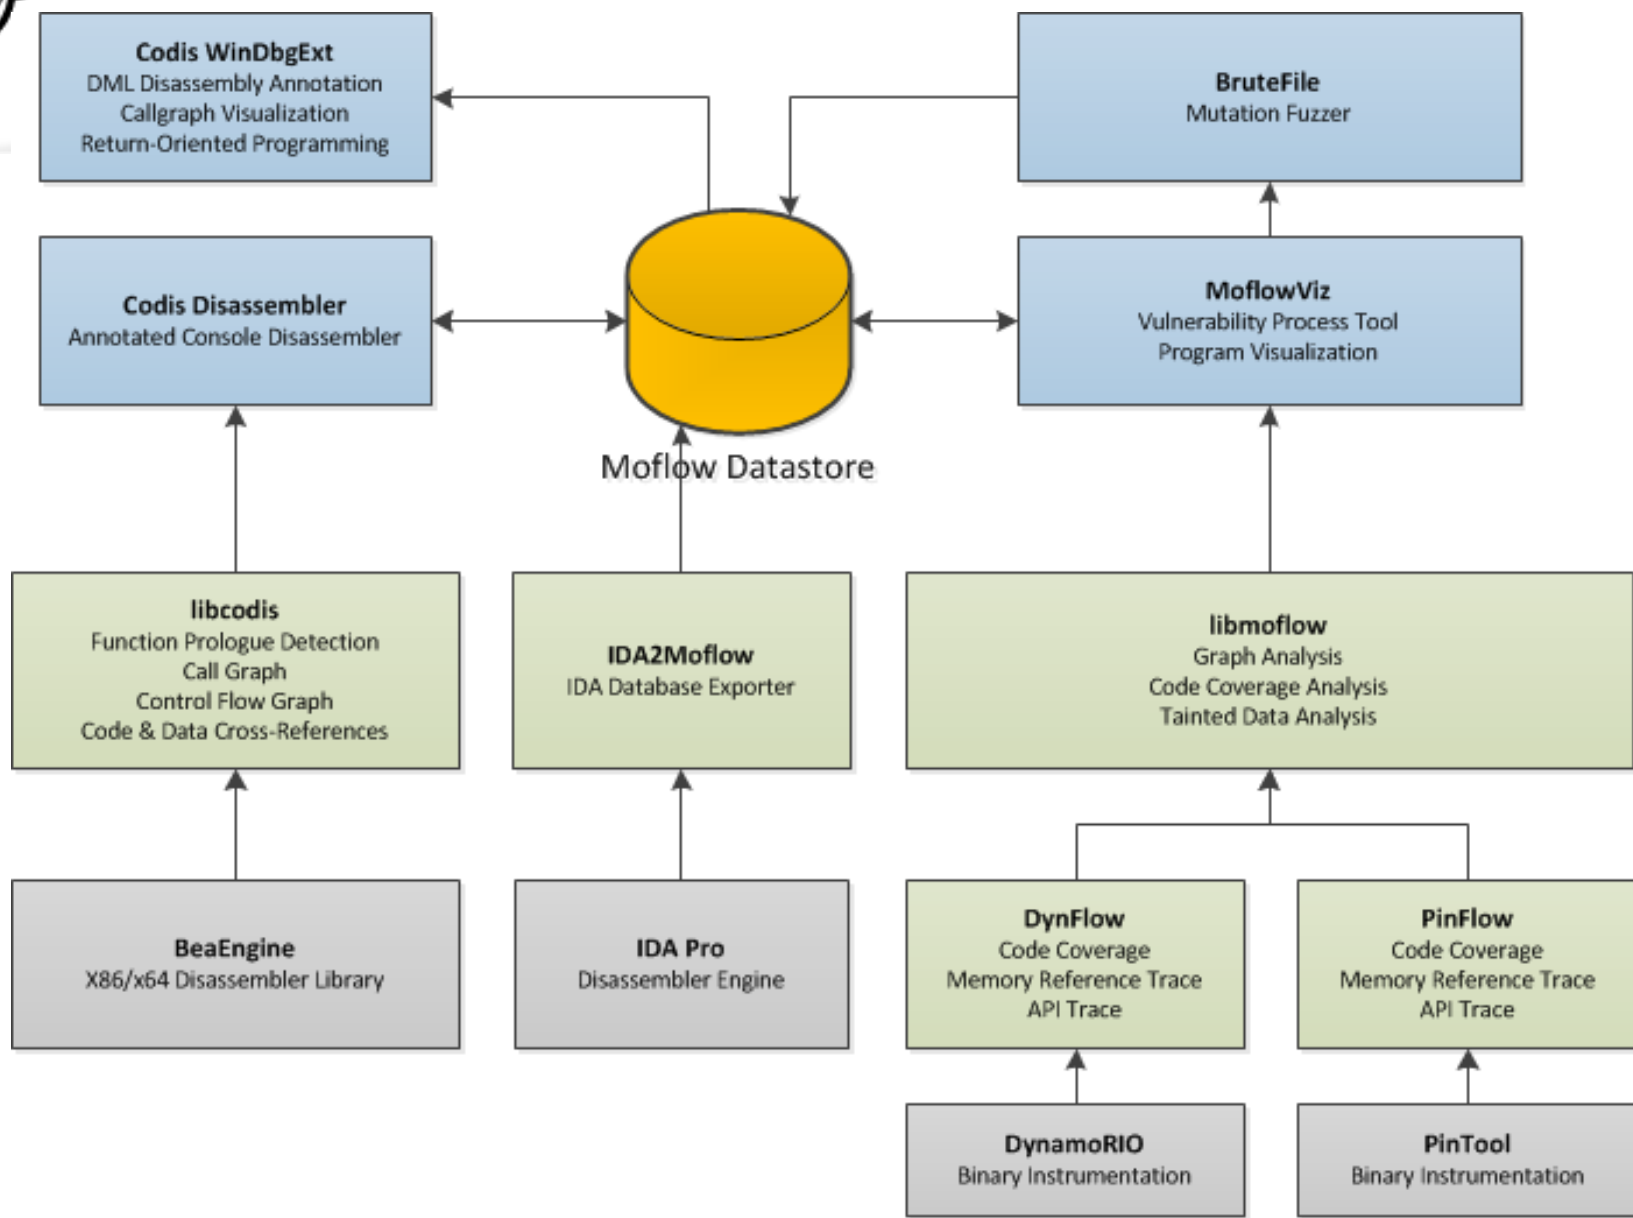 Codis WinDbgExt
DML Disassembly Annotation
Callgraph Visualization
Return-Oriented Programming
BruteFile
Mutation Fuzzer
Codis Disassembler
Annotated Console Disassembler
MoflowViz
Vulnerability Process Tool
Program Visualization
Moflow Datastore
libcodis
Function Prologue Detection
Call Graph
Control Flow Graph
Code & Data Cross-References
IDA2Moflow
IDA Database Exporter
libmoflow
Graph Analysis
Code Coverage Analysis
Tainted Data Analysis
BeaEngine
X86/x64 Disassembler Library
IDA Pro
Disassembler Engine
DynFlow
Code Coverage
Memory Reference Trace
API Trace
PinFlow
Code Coverage
Memory Reference Trace
API Trace
DynamoRIO
Binary Instrumentation
PinTool
Binary Instrumentation